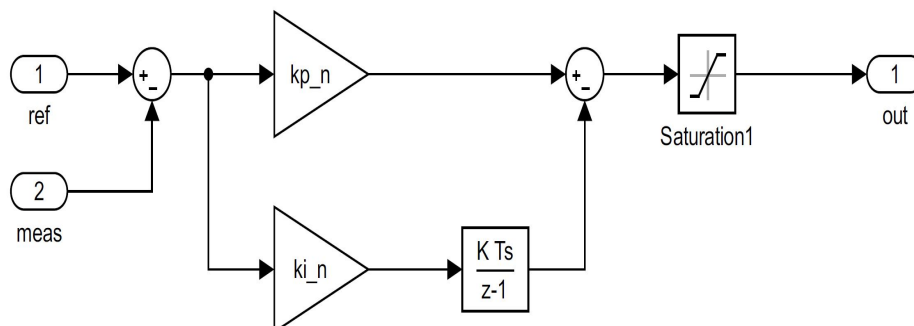 1
ref
2
meas
+
−
kp_n
ki_n
K Ts
z-1
+
−
Saturation1
1
out